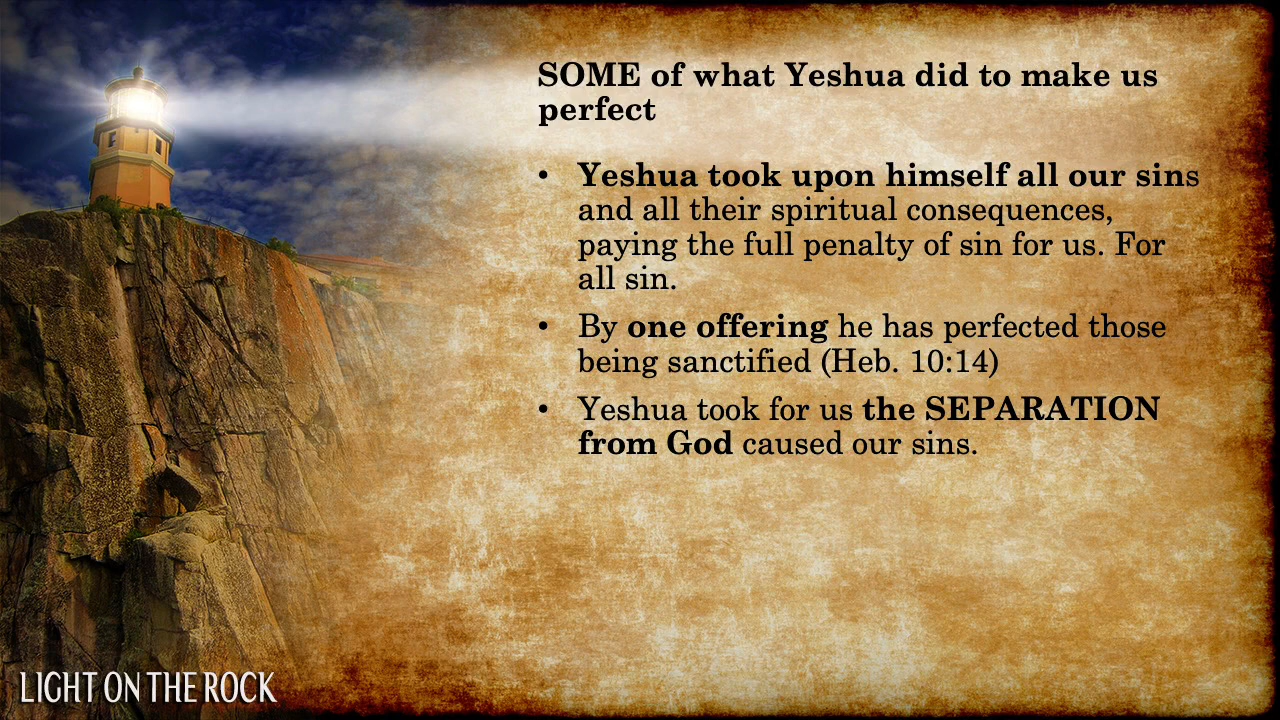 SOME of what Yeshua did to make us
perfect
• Yeshua took upon himself all our sins
and all their spiritual consequences,
paying the full penalty of sin for us. For
all sin.
• By one offering he has perfected those
being sanctified (Heb. 10:14)
• Yeshua took for us the SEPARATION
from God caused our sins.
LIGHT ON THE ROCK